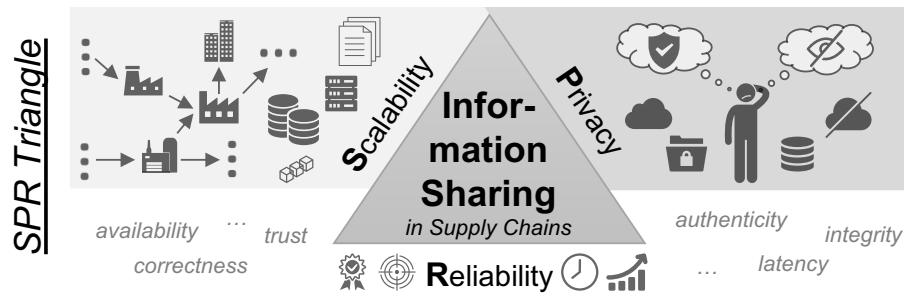 SPR Triangle
Scalability
Privacy
Infor-
mation
Sharing
in Supply Chains
Reliability
availability
...
trust
correctness
authenticity
integrity
...
latency